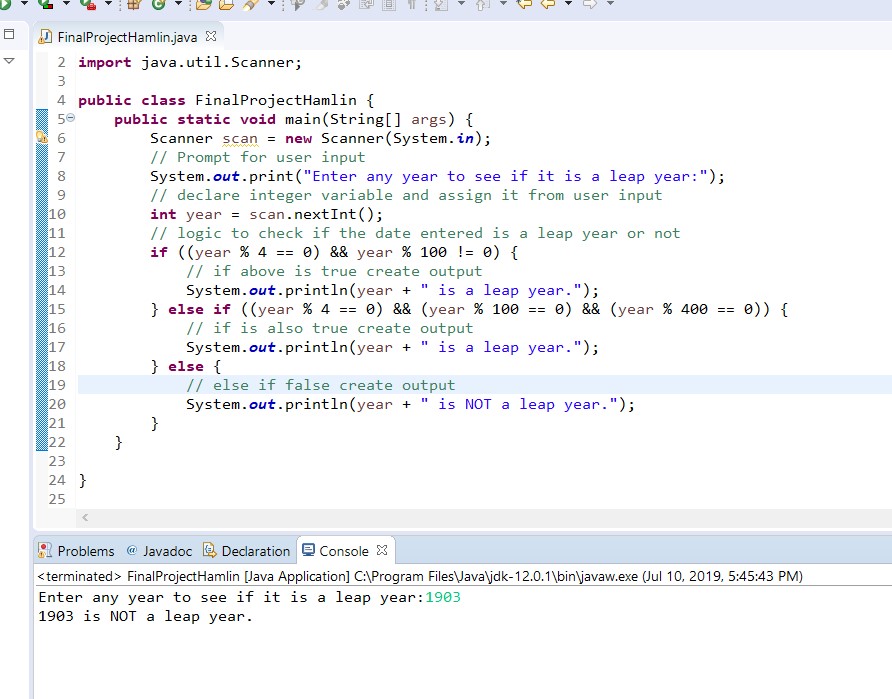 FinalProjectHamlin.java
2 import java.util.Scanner;
3
4 public class FinalProjectHamlin {
5 public static void main(String[] args) {
6 Scanner scan = new Scanner(System.in);
7 // Prompt for user input
8 System.out.print("Enter any year to see if it is a leap year:");
9 // declare integer variable and assign it from user input
10 int year = scan.nextInt();
11 // logic to check if the date entered is a leap year or not
12 if ((year % 4 == 0) && year % 100 != 0) {
13 // if above is true create output
14 System.out.println(year + " is a leap year.");
15 } else if ((year % 4 == 0) && (year % 100 == 0) && (year % 400 == 0)) {
16 // if is also true create output
17 System.out.println(year + " is a leap year.");
18 } else {
19 // else if false create output
20 System.out.println(year + " is NOT a leap year.");
21 }
22 }
23
24 }
25
Problems @ Javadoc Declaration Console
<terminated> FinalProjectHamlin [Java Application] C:\Program Files\Java\jdk-12.0.1\bin\javaw.exe (Jul 10, 2019, 5:45:43 PM)
Enter any year to see if it is a leap year:1903
1903 is NOT a leap year.